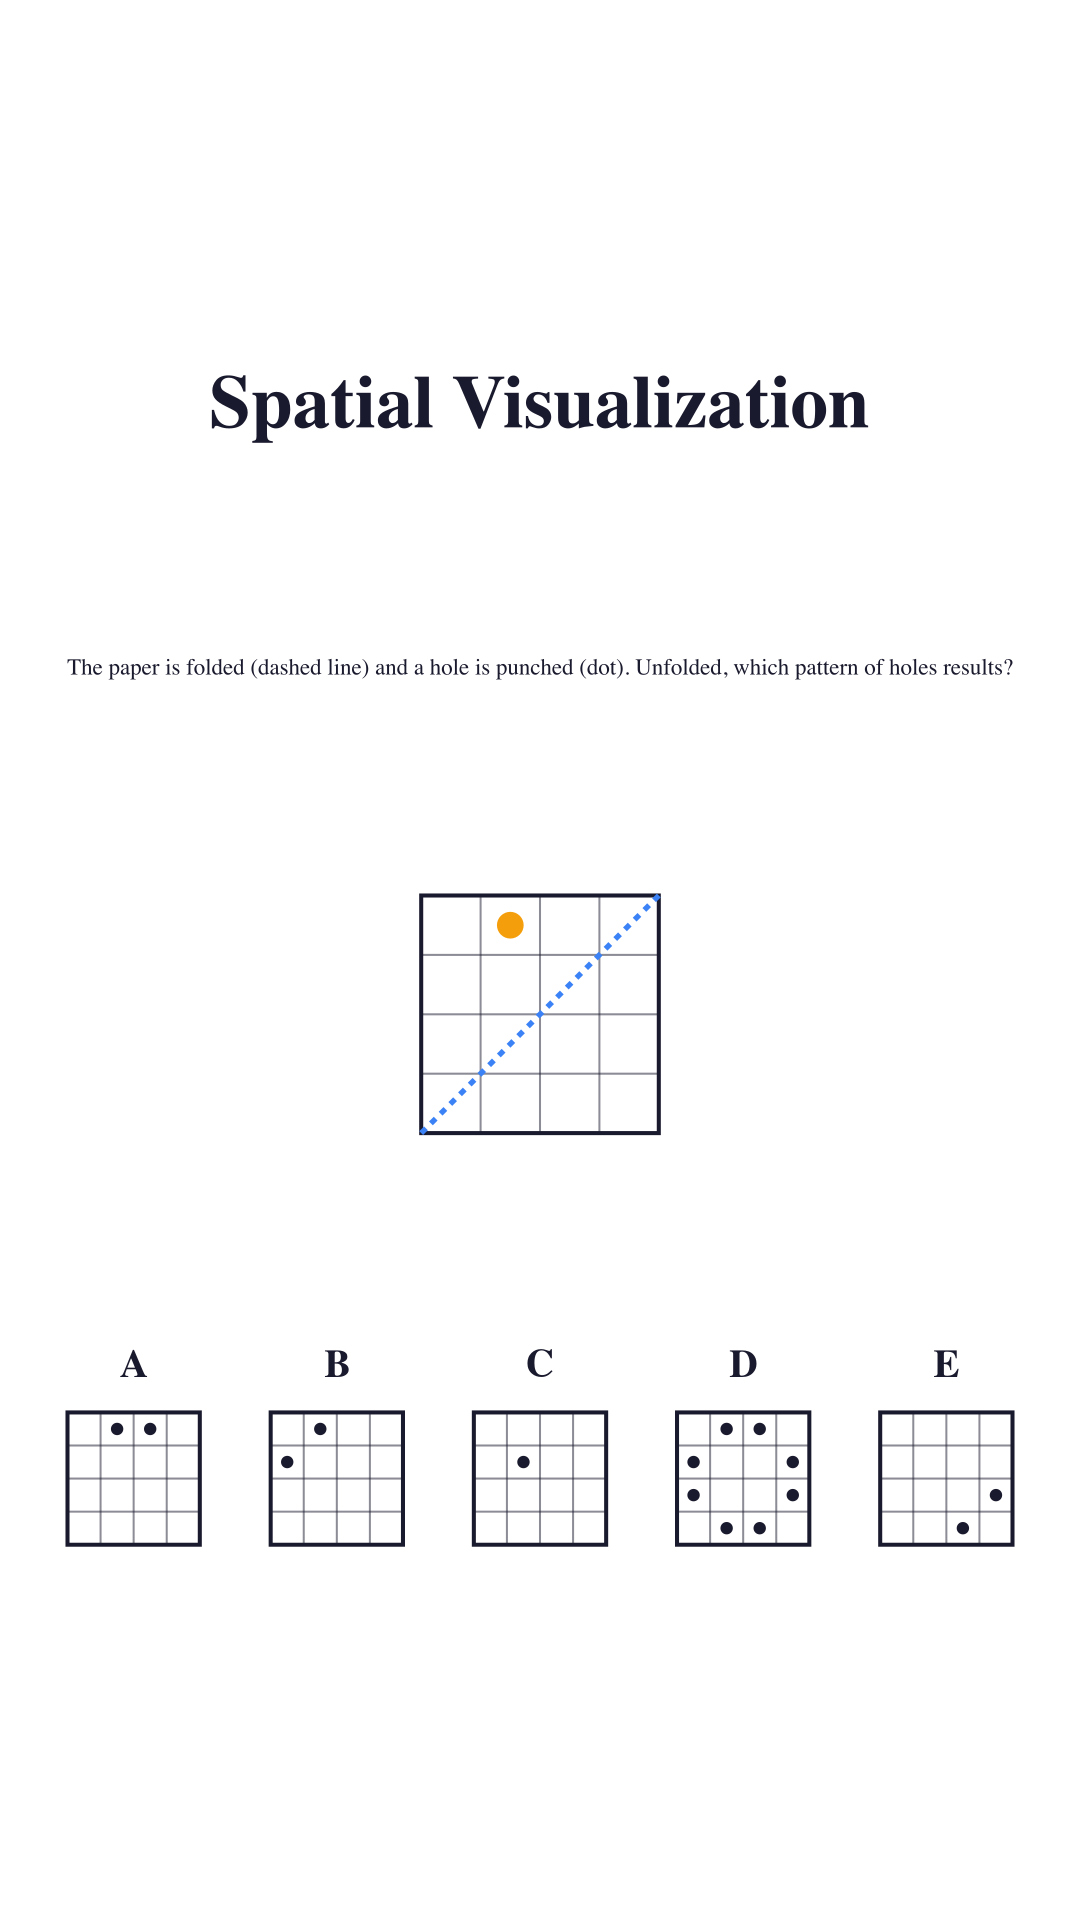 Spatial Visualization
The paper is folded (dashed line) and a hole is punched (dot). Unfolded, which pattern of holes results?
A B C D E